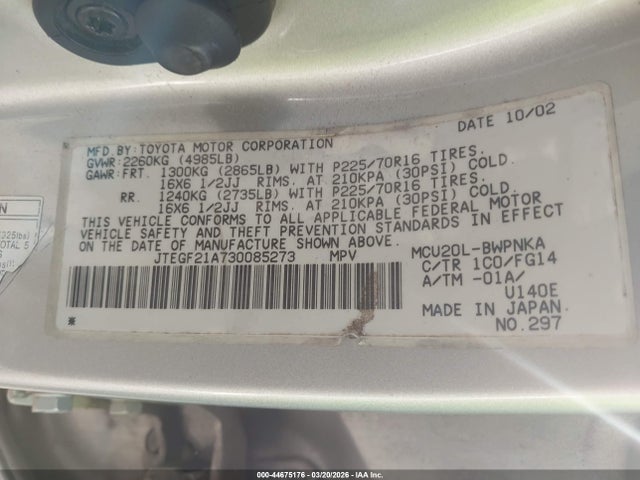 DATE 10/02
MFD BY:TOYOTA MOTOR CORPORATION
GVWR:2260KG (4985LB)
GAWR:FRT. 1300KG (2865LB) WITH P225/70R16 TIRES.
16X6 1/2JJ RIMS. AT 210KPA (30PSI) COLD.
RR. 1240KG (2735LB) WITH P225/70R16 TIRES.
16X6 1/2JJ RIMS. AT 210KPA (30PSI) COLD.
THIS VEHICLE CONFORMS TO ALL APPLICABLE FEDERAL MOTOR
VEHICLE SAFETY AND THEFT PREVENTION STANDARDS IN EFFECT
ON THE DATE OF MANUFACTURE SHOWN ABOVE.
JTEGF21A730085273 MPV
MCU20L-BWPNKA
C/TR 1C0/FG14
A/TM -01A/
U140E
MADE IN JAPAN
NO.297
*
N
325lbs)
TOTAL 5
000-44675176 | 03/20/2026 | IAA Inc.